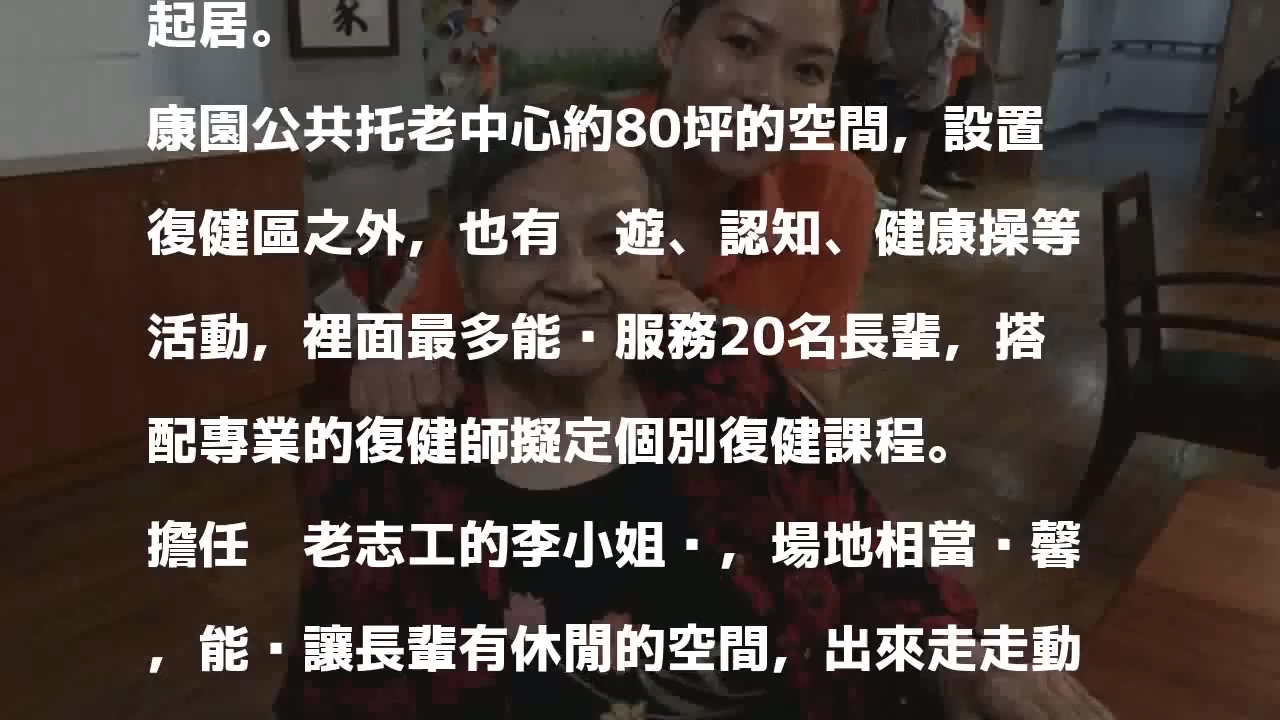 家
起居。
康園公共托老中心約80坪的空間，設置
復健區之外，也有　遊、認知、健康操等
活動，裡面最多能·服務20名長輩，搭
配專業的復健師擬定個別復健課程。
擔任　老志工的李小姐·，場地相當·馨
，能·讓長輩有休閒的空間，出來走走動